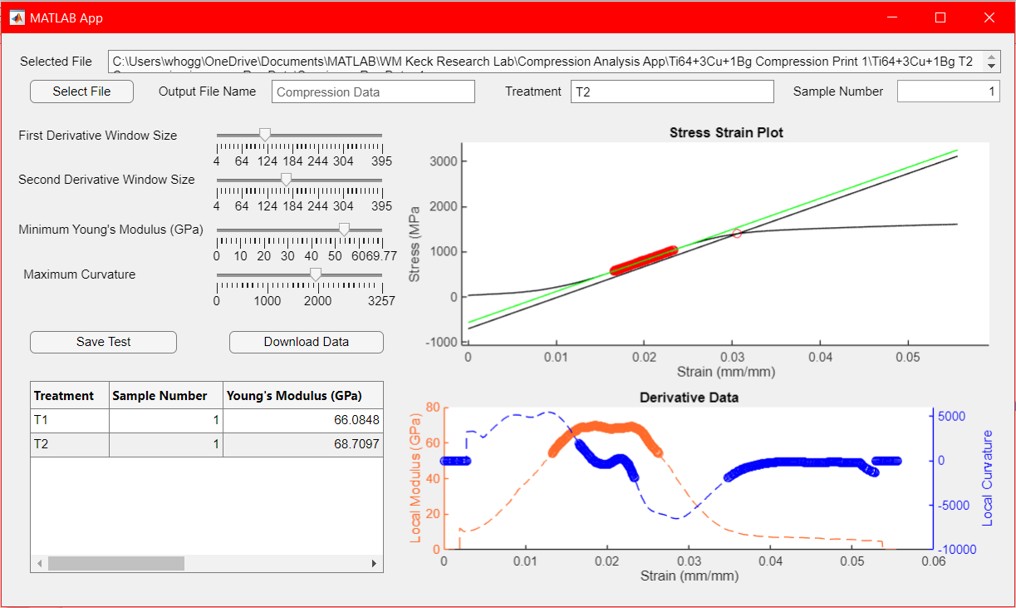 MATLAB App
Selected File
C:\Users\whogg\OneDrive\Documents\MATLAB\WM Keck Research Lab\Compression Analysis App\Ti64+3Cu+1Bg Compression Print 1\Ti64+3Cu+1Bg T2
Select File
Output File Name
Compression Data
Treatment
T2
Sample Number
1
First Derivative Window Size
4 64 124 184 244 304 395
Second Derivative Window Size
4 64 124 184 244 304 395
Minimum Young's Modulus (GPa)
0 10 20 30 40 50 60 69.77
Maximum Curvature
0 1000 2000 3257
Save Test
Download Data
Treatment Sample Number Young's Modulus (GPa)
T1 1 66.0848
T2 1 68.7097
Stress Strain Plot
Stress (MPa
3000
2000
1000
0
-1000
0 0.01 0.02 0.03 0.04 0.05
Strain (mm/mm)
Derivative Data
Local Modulus (GPa)
80
60
40
20
0
5000
0
-5000
-10000
Local Curvature
0 0.01 0.02 0.03 0.04 0.05 0.06
Strain (mm/mm)